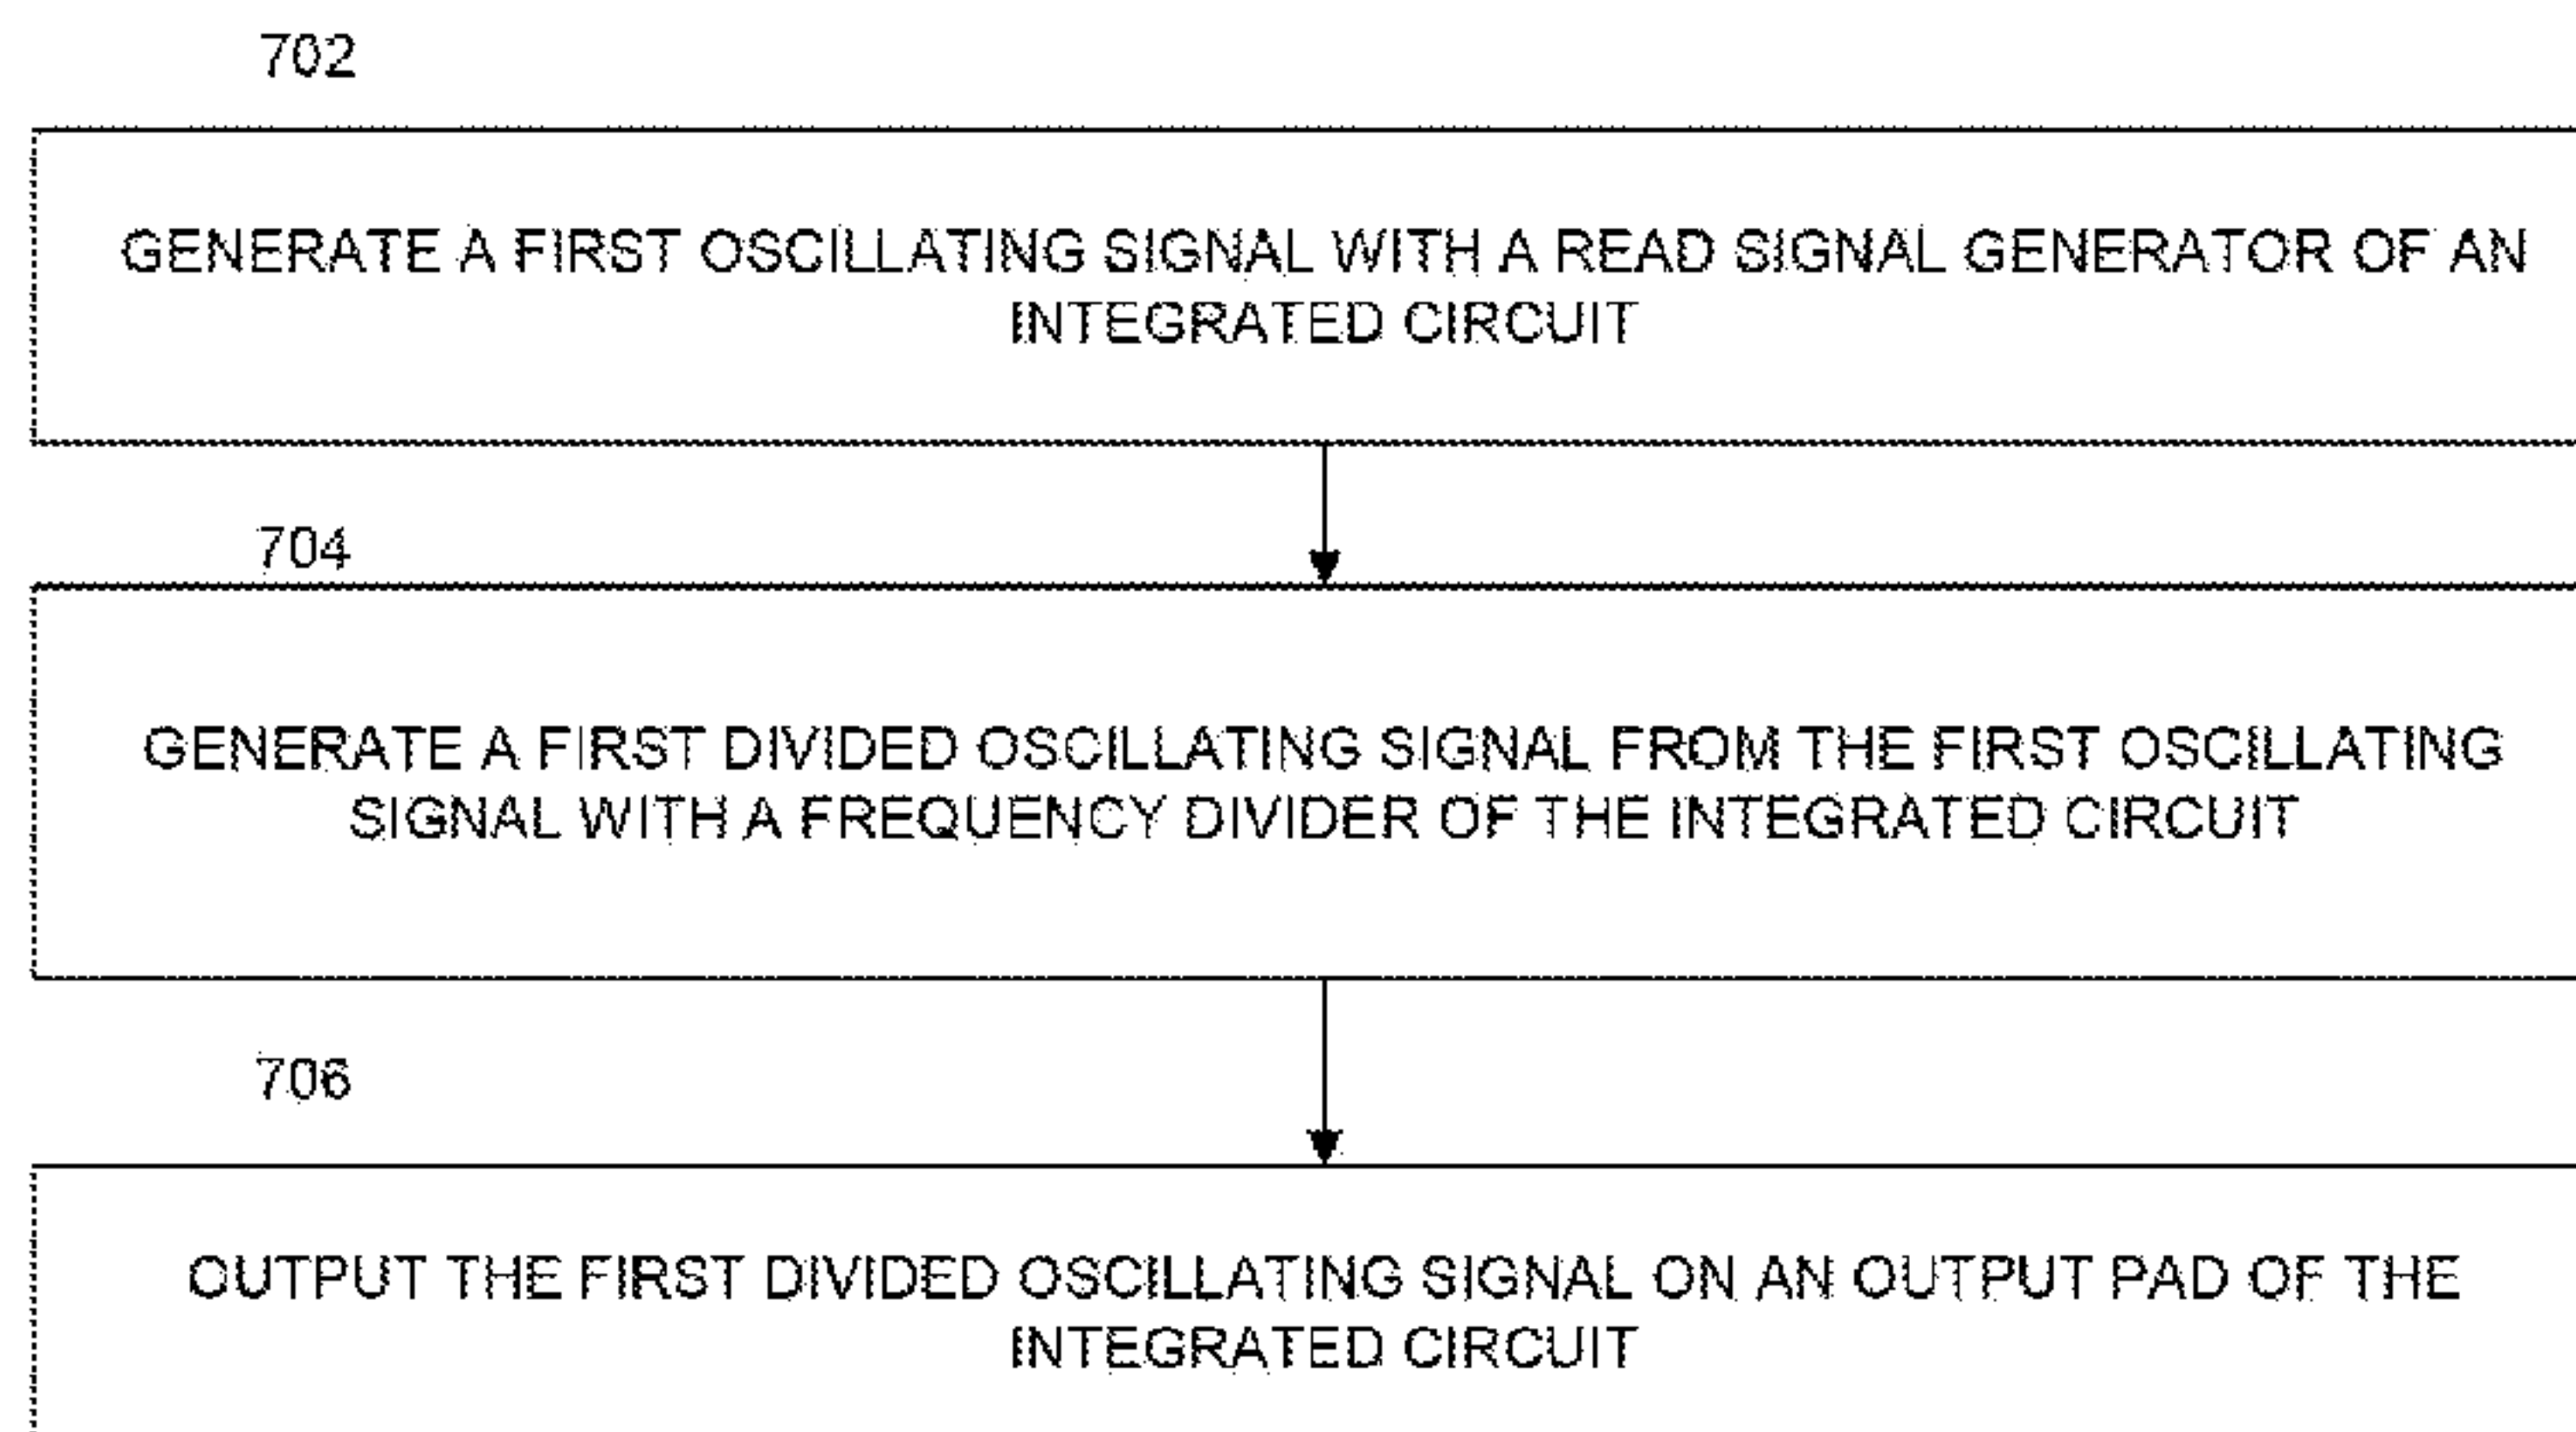 702
GENERATE A FIRST OSCILLATING SIGNAL WITH A READ SIGNAL GENERATOR OF AN
INTEGRATED CIRCUIT
704
GENERATE A FIRST DIVIDED OSCILLATING SIGNAL FROM THE FIRST OSCILLATING
SIGNAL WITH A FREQUENCY DIVIDER OF THE INTEGRATED CIRCUIT
706
OUTPUT THE FIRST DIVIDED OSCILLATING SIGNAL ON AN OUTPUT PAD OF THE
INTEGRATED CIRCUIT